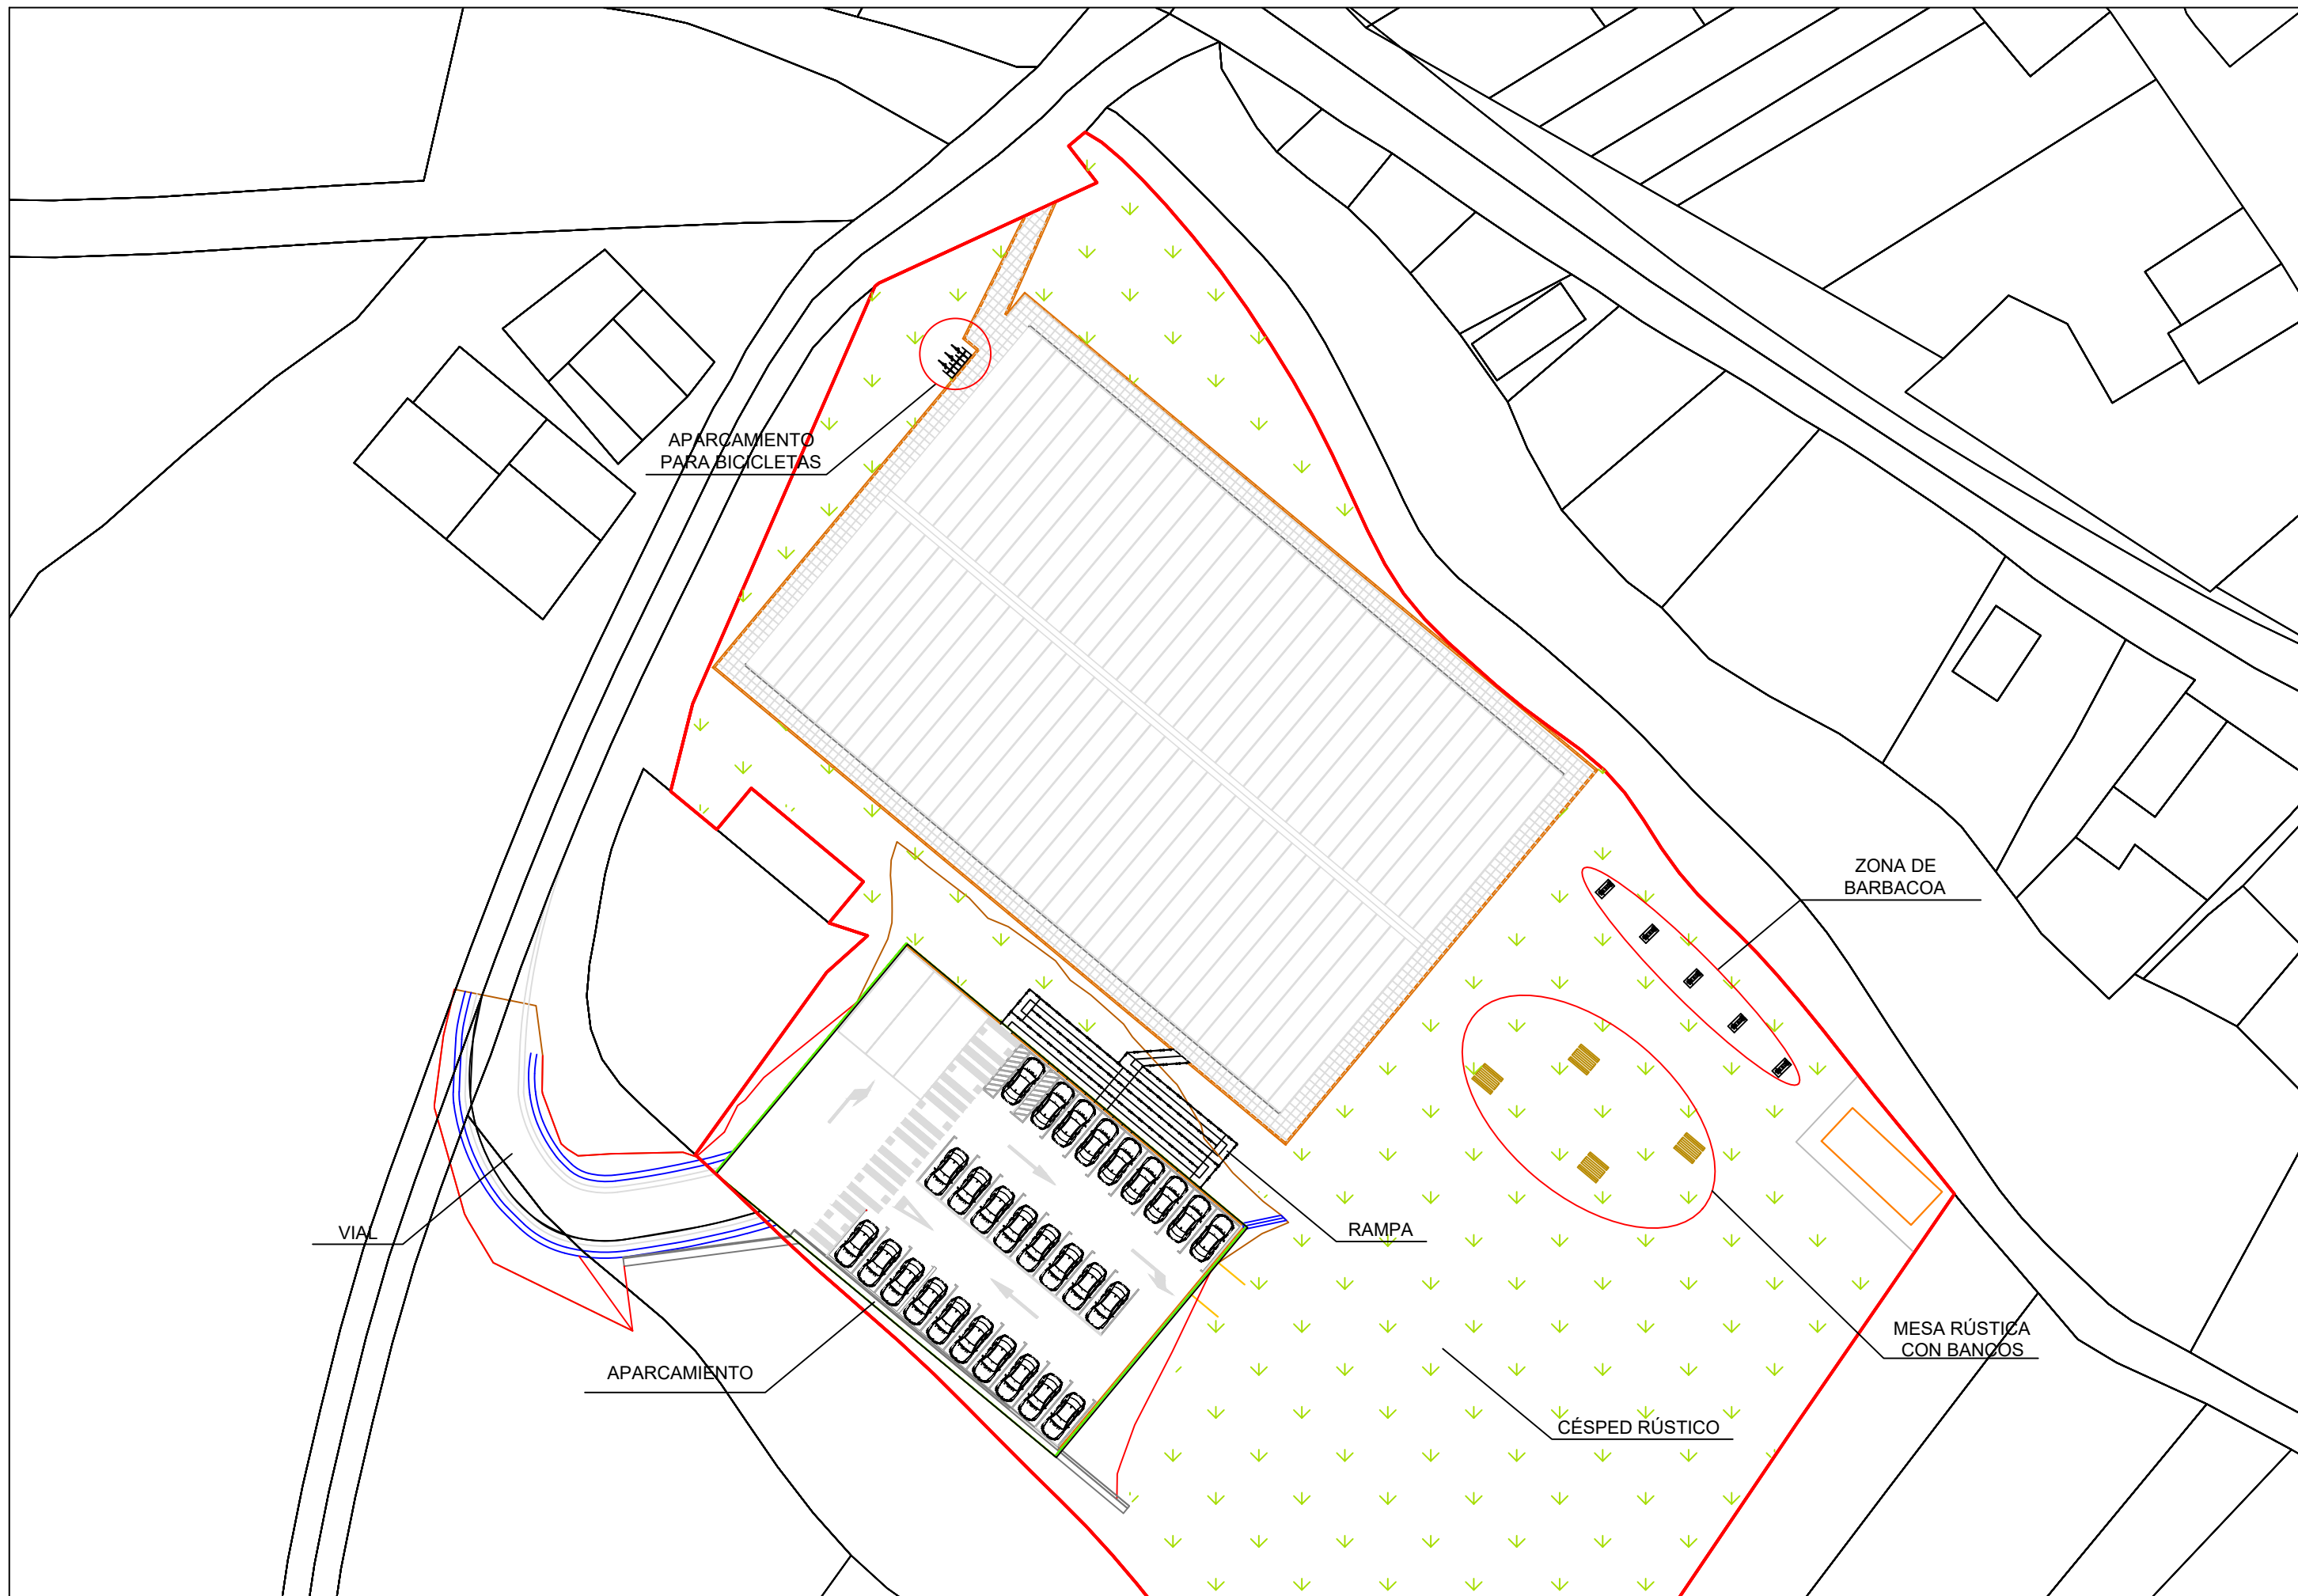 APARCAMIENTO
PARA BICICLETAS
ZONA DE
BARBACOA
VIAL
RAMPA
MESA RÚSTICA
CON BANCOS
APARCAMIENTO
CÉSPED RÚSTICO